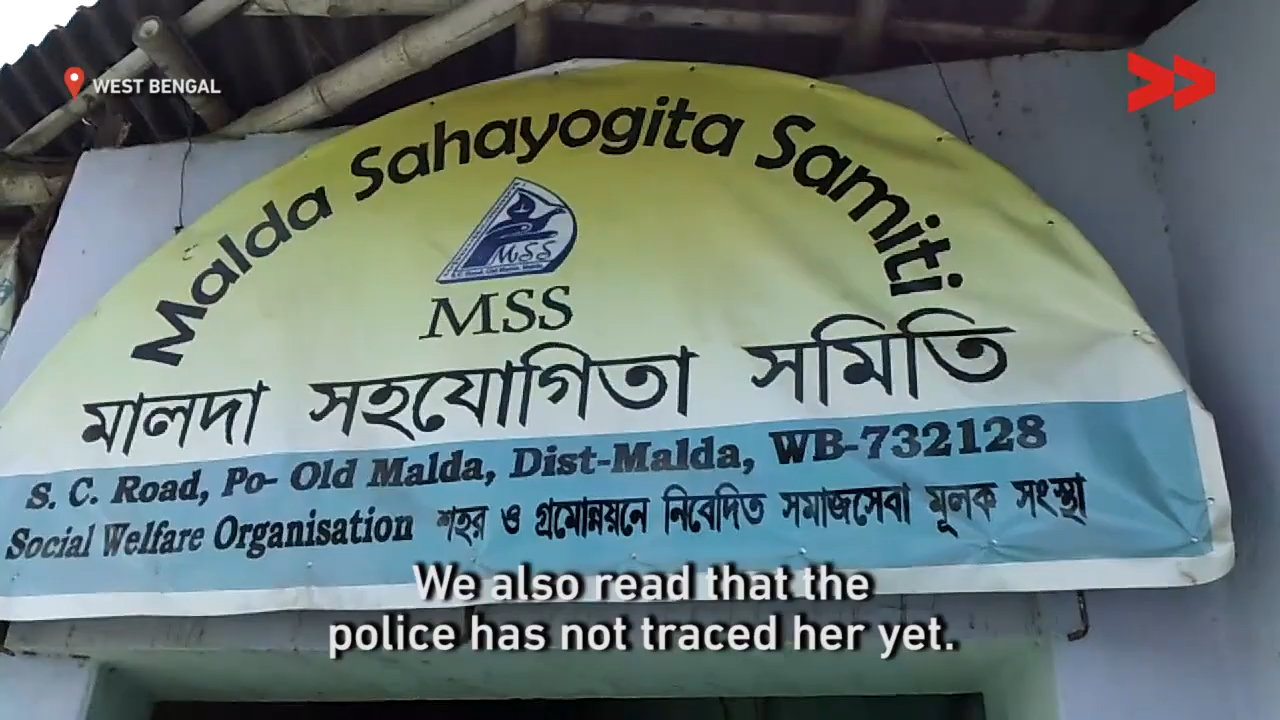 WEST BENGAL
Malda Sahayogita Samiti
MSS
MSS
মালদা সহযোগিতা সমিতি
S. C. Road, Po- Old Malda, Dist-Malda, WB-732128
Social Welfare Organisation শহর ও গ্রমোন্নয়নে নিবেদিত সমাজসেবা মূলক সংস্থা
We also read that the
police has not traced her yet.